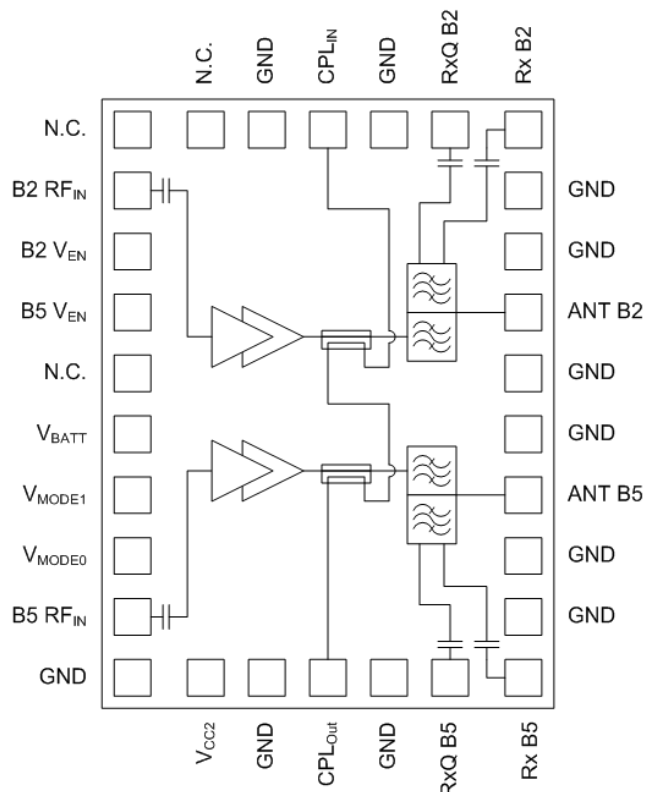 N.C.
GND
CPLIN
GND
RxQ B2
Rx B2
N.C.
B2 RFIN
GND
B2 VEN
GND
B5 VEN
ANT B2
N.C.
GND
VBATT
GND
VMODE1
ANT B5
VMODE0
GND
B5 RFIN
GND
GND
VCC2
GND
CPLOut
GND
RxQ B5
Rx B5